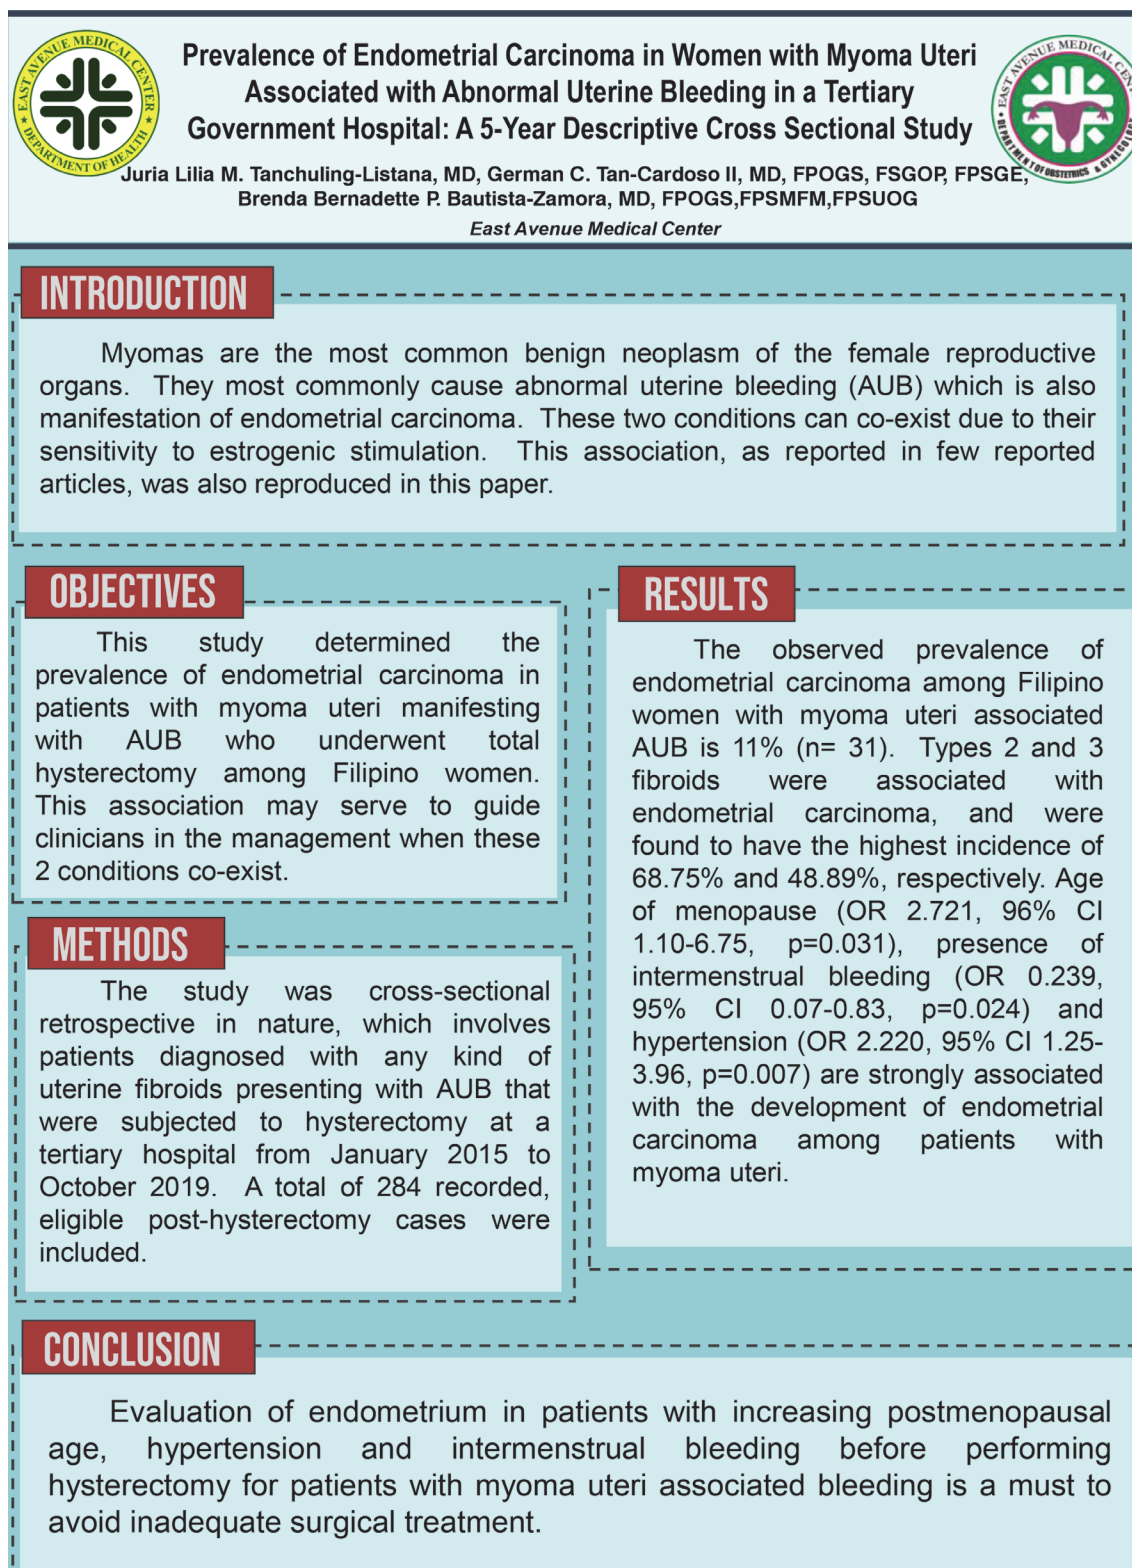 EAST AVENUE MEDICAL CENTER
DEPARTMENT OF HEALTH
Prevalence of Endometrial Carcinoma in Women with Myoma Uteri
Associated with Abnormal Uterine Bleeding in a Tertiary
Government Hospital: A 5-Year Descriptive Cross Sectional Study
Juria Lilia M. Tanchuling-Listana, MD, German C. Tan-Cardoso II, MD, FPOGS, FSGOP, FPSGE,
Brenda Bernadette P. Bautista-Zamora, MD, FPOGS,FPSMFM,FPSUOG
East Avenue Medical Center
EAST AVENUE MEDICAL CEN
DEPARTMENT OF OBSTETRICS & GYNECOLOGY
INTRODUCTION
Myomas are the most common benign neoplasm of the female reproductive
organs. They most commonly cause abnormal uterine bleeding (AUB) which is also
manifestation of endometrial carcinoma. These two conditions can co-exist due to their
sensitivity to estrogenic stimulation. This association, as reported in few reported
articles, was also reproduced in this paper.
OBJECTIVES
This study determined the
prevalence of endometrial carcinoma in
patients with myoma uteri manifesting
with AUB who underwent total
hysterectomy among Filipino women.
This association may serve to guide
clinicians in the management when these
2 conditions co-exist.
METHODS
The study was cross-sectional
retrospective in nature, which involves
patients diagnosed with any kind of
uterine fibroids presenting with AUB that
were subjected to hysterectomy at a
tertiary hospital from January 2015 to
October 2019. A total of 284 recorded,
eligible post-hysterectomy cases were
included.
RESULTS
The observed prevalence of
endometrial carcinoma among Filipino
women with myoma uteri associated
AUB is 11% (n= 31). Types 2 and 3
fibroids were associated with
endometrial carcinoma, and were
found to have the highest incidence of
68.75% and 48.89%, respectively. Age
of menopause (OR 2.721, 96% CI
1.10-6.75, p=0.031), presence of
intermenstrual bleeding (OR 0.239,
95% CI 0.07-0.83, p=0.024) and
hypertension (OR 2.220, 95% CI 1.25-
3.96, p=0.007) are strongly associated
with the development of endometrial
carcinoma among patients with
myoma uteri.
CONCLUSION
Evaluation of endometrium in patients with increasing postmenopausal
age, hypertension and intermenstrual bleeding before performing
hysterectomy for patients with myoma uteri associated bleeding is a must to
avoid inadequate surgical treatment.